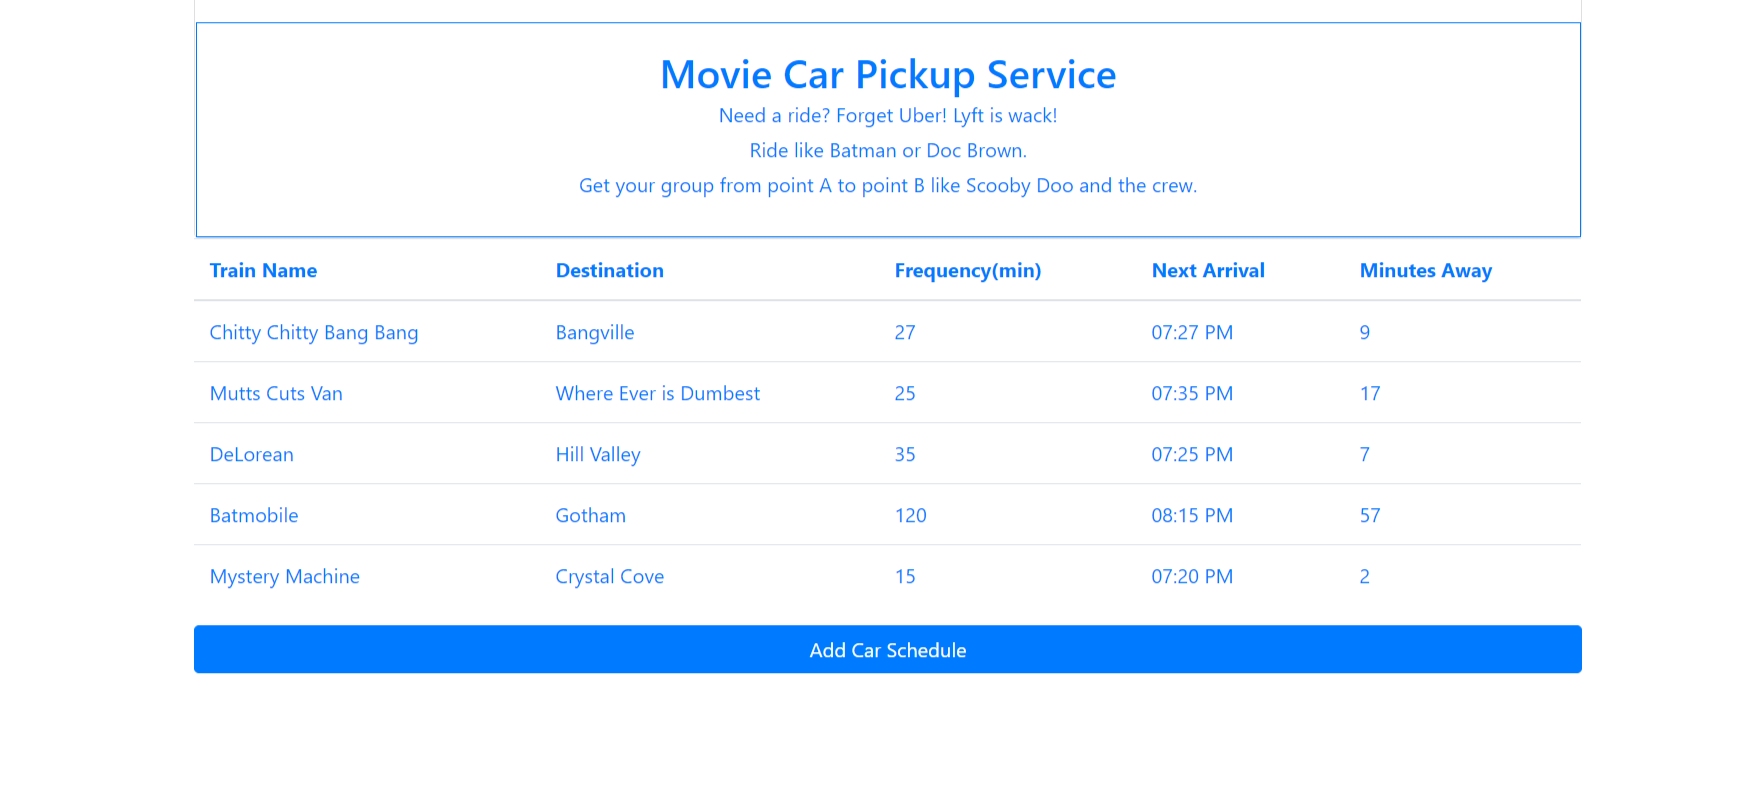 Movie Car Pickup Service
Need a ride? Forget Uber! Lyft is wack!
Ride like Batman or Doc Brown.
Get your group from point A to point B like Scooby Doo and the crew.
Train Name Destination Frequency(min) Next Arrival Minutes Away
Chitty Chitty Bang Bang Bangville 27 07:27 PM 9
Mutts Cuts Van Where Ever is Dumbest 25 07:35 PM 17
DeLorean Hill Valley 35 07:25 PM 7
Batmobile Gotham 120 08:15 PM 57
Mystery Machine Crystal Cove 15 07:20 PM 2
Add Car Schedule